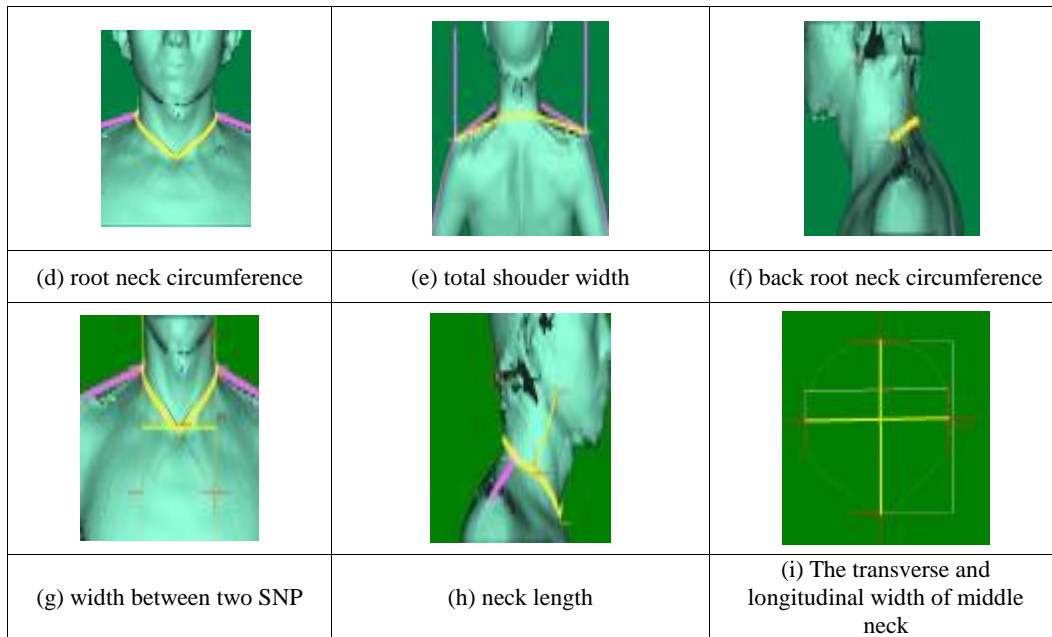 (d) root neck circumference
(e) total shouder width
(f) back root neck circumference
(g) width between two SNP
(h) neck length
(i) The transverse and
longitudinal width of middle
neck